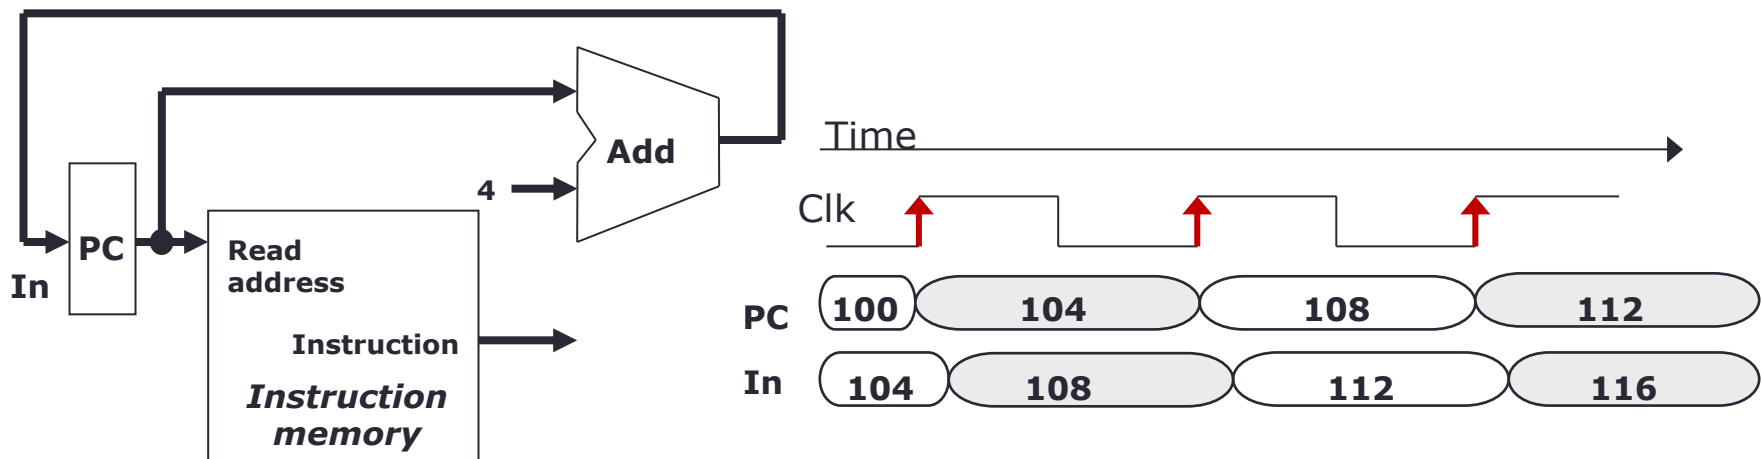 Add
4
PC
In
Read
address
Instruction
Instruction
memory
Time
Clk
PC 100 104 108 112
In 104 108 112 116